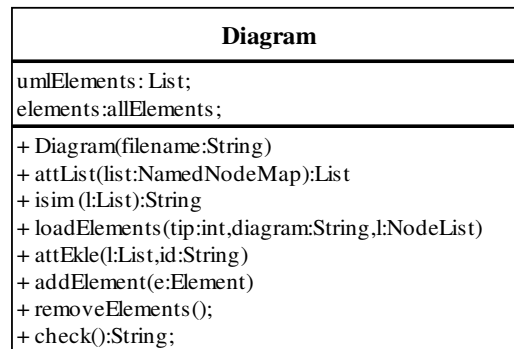 Diagram
umlElements: List;
elements:allElements;
+ Diagram(filename:String)
+ attList(list:NamedNodeMap):List
+ isim (l:List):String
+ loadElements(tip:int,diagram:String,l:NodeList)
+ attEkle(l:List,id:String)
+ addElement(e:Element)
+ removeElements();
+ check():String;